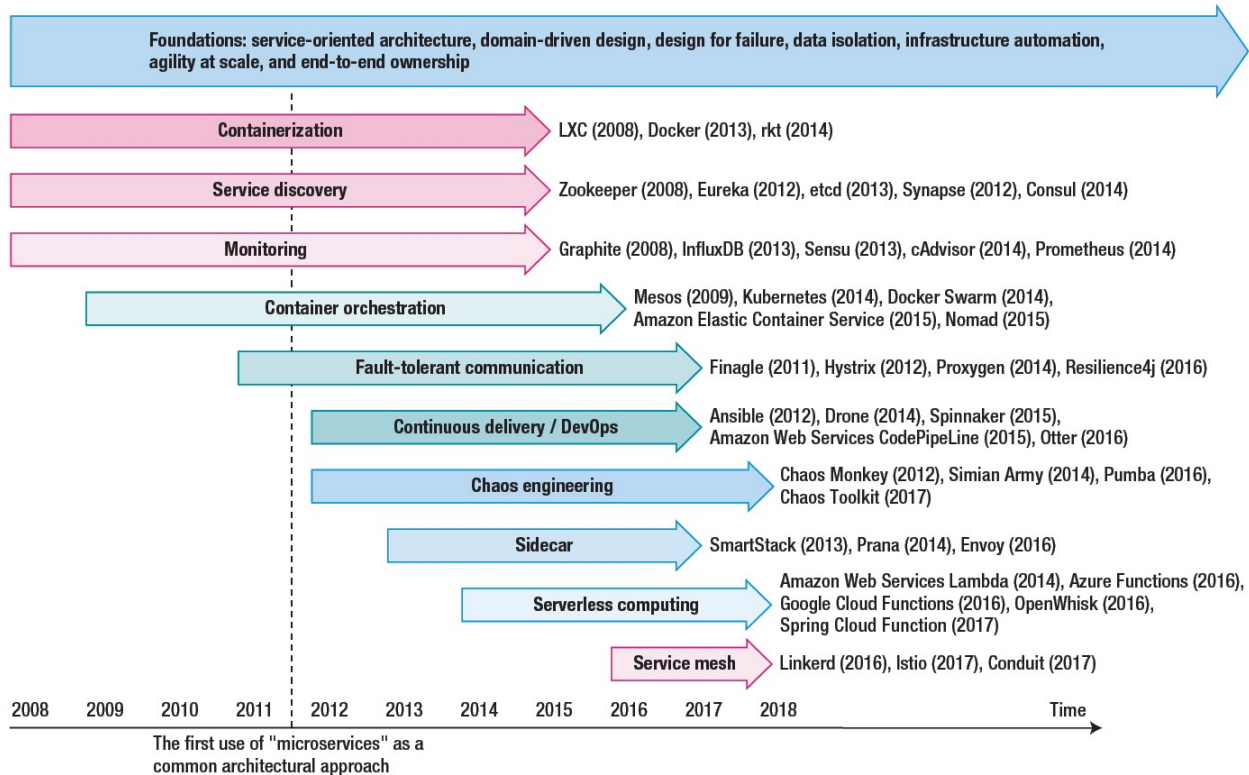 Foundations: service-oriented architecture, domain-driven design, design for failure, data isolation, infrastructure automation,
agility at scale, and end-to-end ownership
Containerization
LXC (2008), Docker (2013), rkt (2014)
Service discovery
Zookeeper (2008), Eureka (2012), etcd (2013), Synapse (2012), Consul (2014)
Monitoring
Graphite (2008), InfluxDB (2013), Sensu (2013), cAdvisor (2014), Prometheus (2014)
Container orchestration
Mesos (2009), Kubernetes (2014), Docker Swarm (2014),
Amazon Elastic Container Service (2015), Nomad (2015)
Fault-tolerant communication
Finagle (2011), Hystrix (2012), Proxygen (2014), Resilience4j (2016)
Continuous delivery / DevOps
Ansible (2012), Drone (2014), Spinnaker (2015),
Amazon Web Services CodePipeLine (2015), Otter (2016)
Chaos engineering
Chaos Monkey (2012), Simian Army (2014), Pumba (2016),
Chaos Toolkit (2017)
Sidecar
SmartStack (2013), Prana (2014), Envoy (2016)
Serverless computing
Amazon Web Services Lambda (2014), Azure Functions (2016),
Google Cloud Functions (2016), OpenWhisk (2016),
Spring Cloud Function (2017)
Service mesh
Linkerd (2016), Istio (2017), Conduit (2017)
2008 2009 2010 2011 2012 2013 2014 2015 2016 2017 2018 Time
The first use of "microservices" as a
common architectural approach